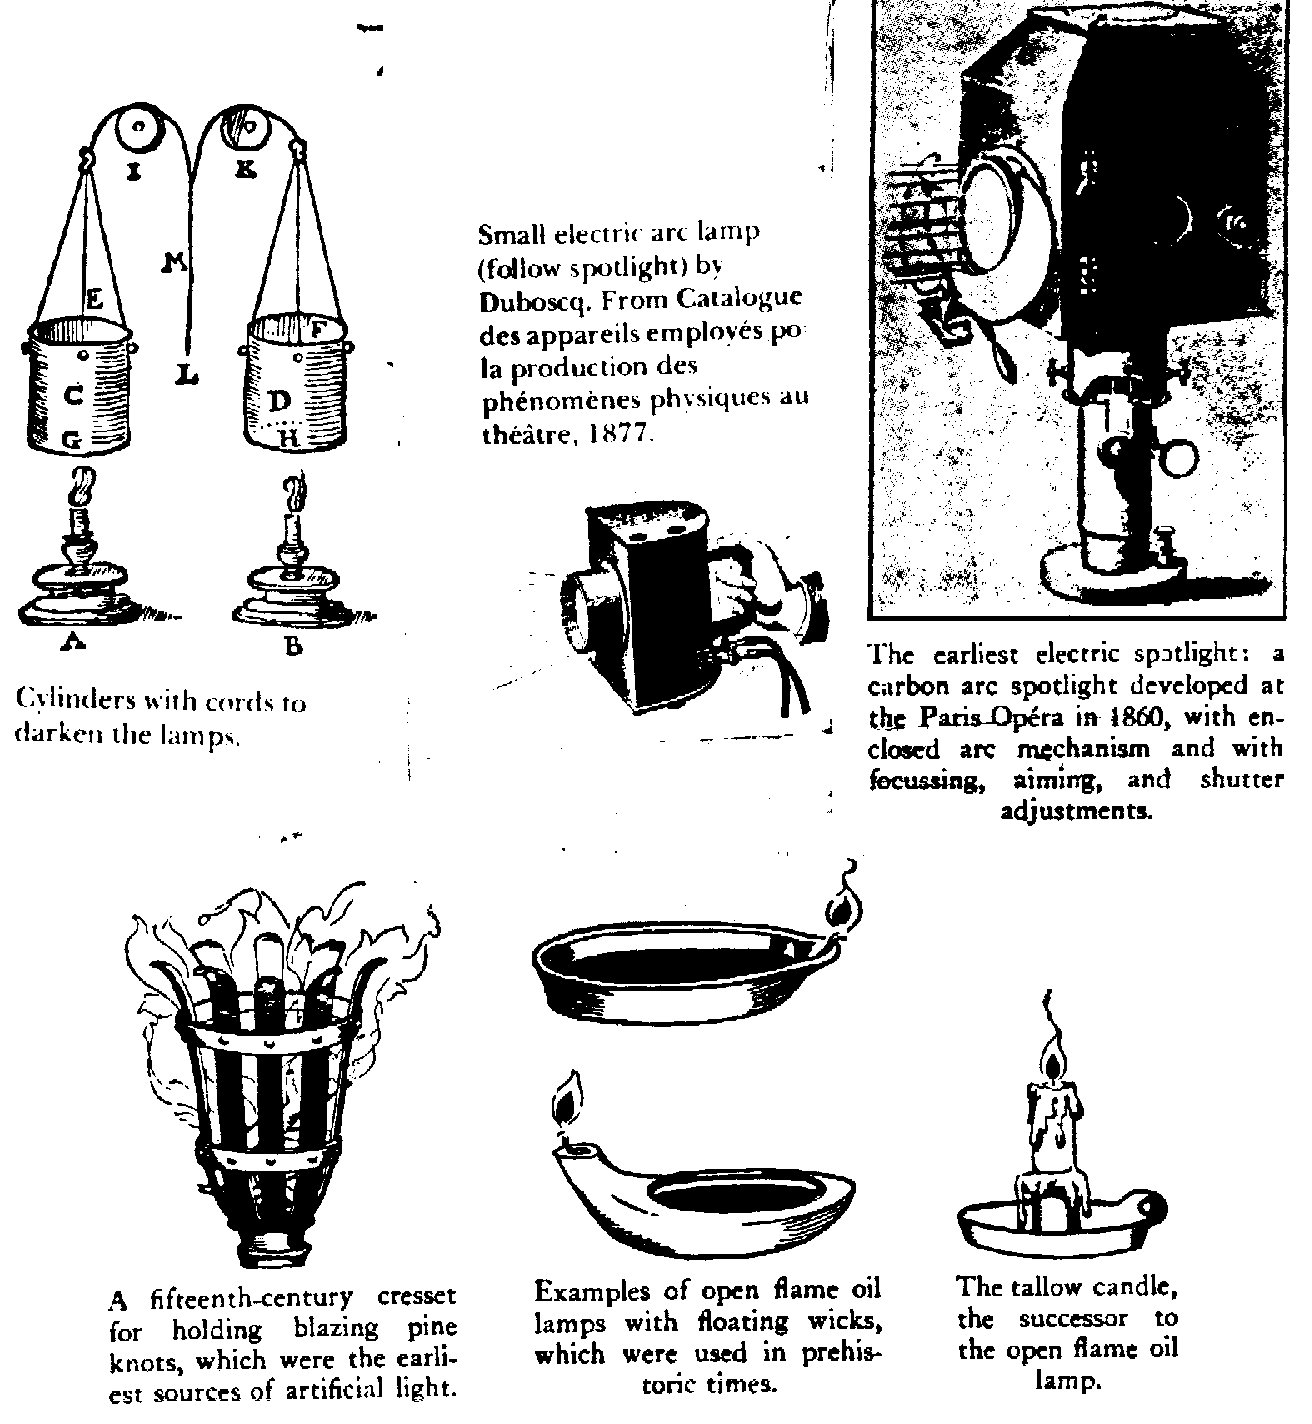 I K
M
E F
L
C D
G H
A B
Cylinders with cords to
darken the lamps.
Small electric arc lamp
(follow spotlight) by
Duboscq. From Catalogue
des appareils employés po
la production des
phénomènes physiques au
théâtre, 1877.
The earliest electric spotlight: a
carbon arc spotlight developed at
the Paris Opéra in 1860, with en-
closed arc mechanism and with
focussing, aiming, and shutter
adjustments.
A fifteenth-century cresset
for holding blazing pine
knots, which were the earli-
est sources of artificial light.
Examples of open flame oil
lamps with floating wicks,
which were used in prehis-
toric times.
The tallow candle,
the successor to
the open flame oil
lamp.